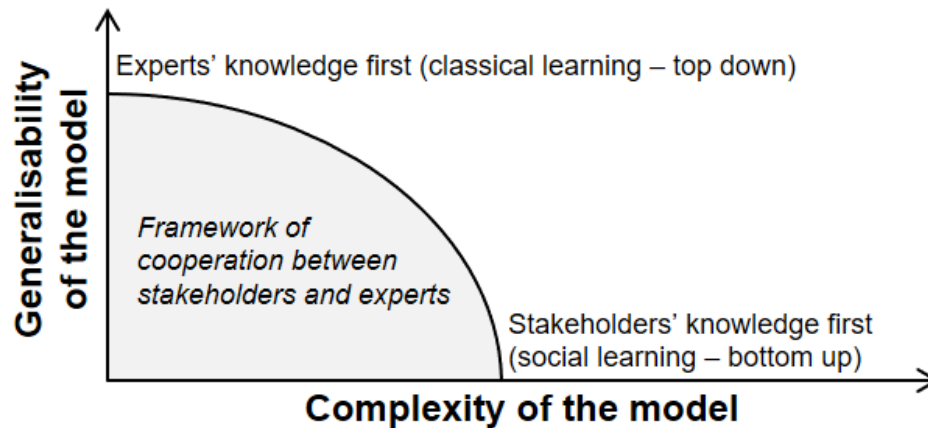 Generalisability
of the model
Experts’ knowledge first (classical learning – top down)
Framework of
cooperation between
stakeholders and experts
Stakeholders’ knowledge first
(social learning – bottom up)
Complexity of the model